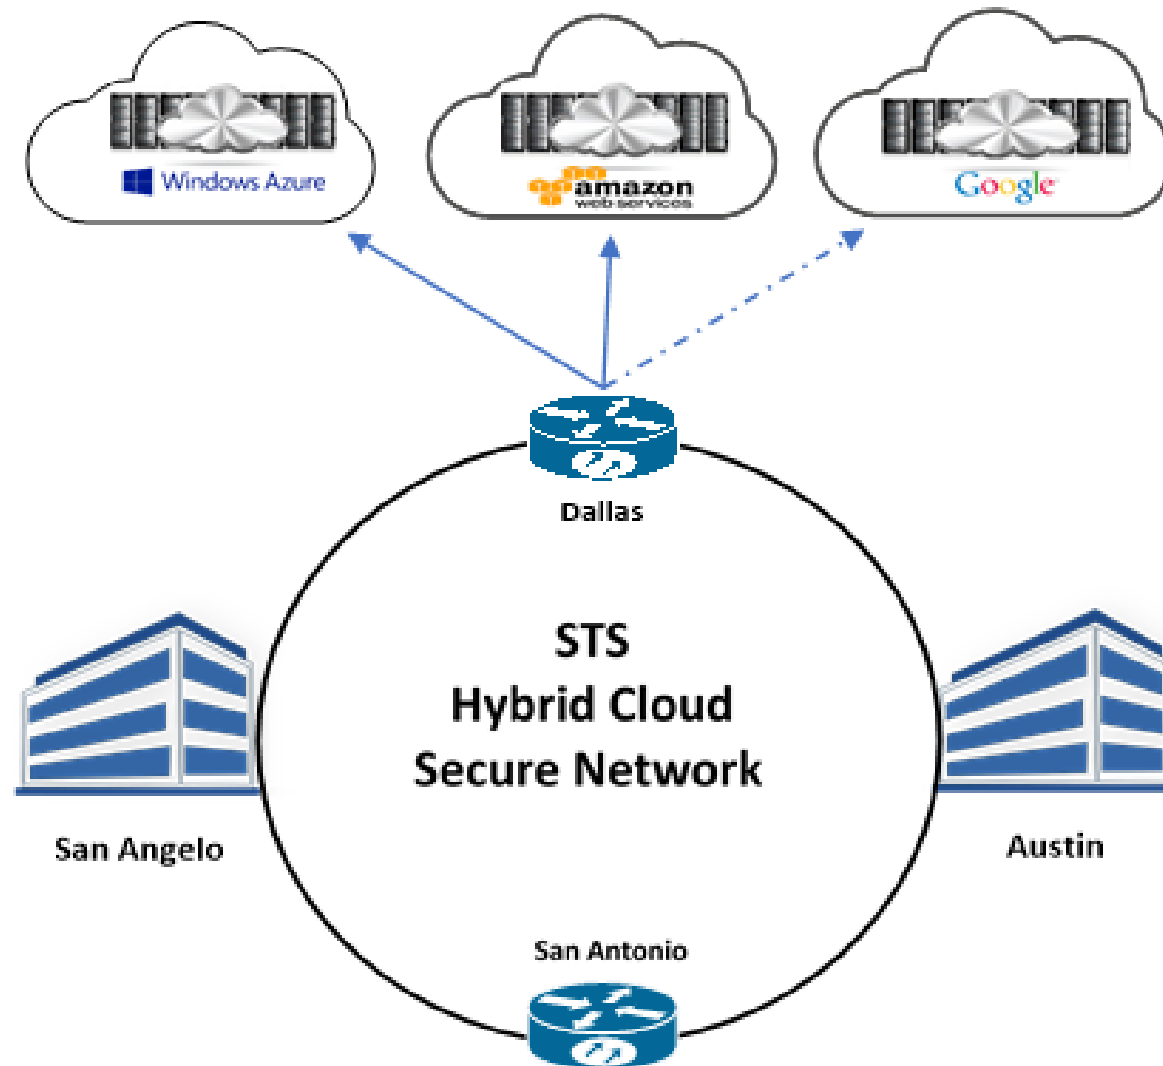 Windows Azure
amazon
web services
Google
Dallas
STS
Hybrid Cloud
Secure Network
San Angelo
Austin
San Antonio